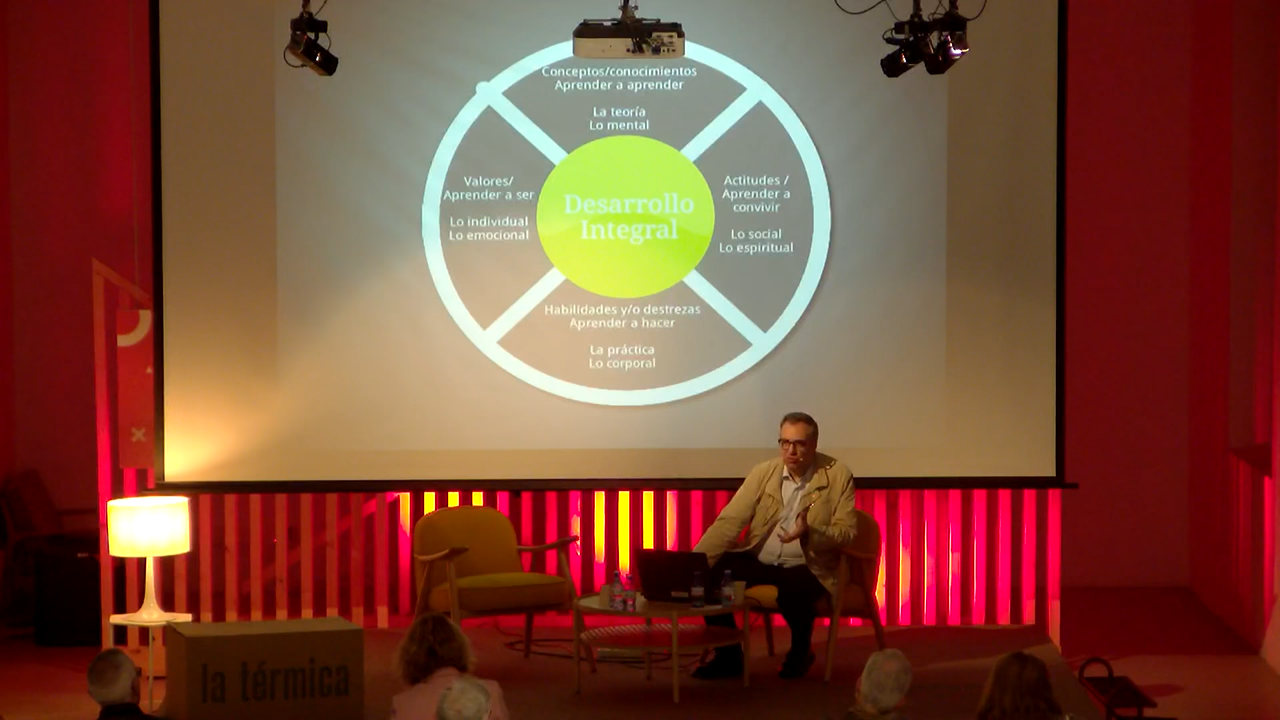 Conceptos/conocimientos
Aprender a aprender
La teoría
Lo mental
Valores/
Aprender a ser
Lo individual
Lo emocional
Desarrollo
Integral
Actitudes /
Aprender a
convivir
Lo social
Lo espiritual
Habilidades y/o destrezas
Aprender a hacer
La práctica
Lo corporal
la térmica